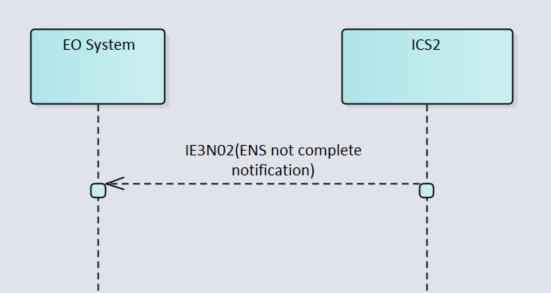 EO System
ICS2
IE3N02(ENS not complete
notification)